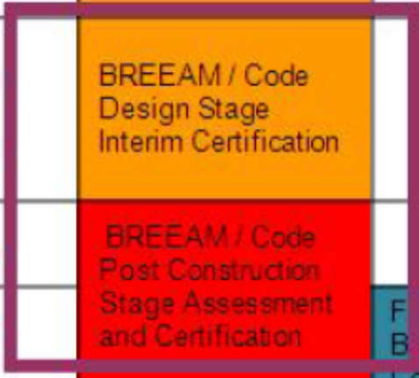 BREEAM / Code
Design Stage
Interim Certification
BREEAM / Code
Post Construction
Stage Assessment
and Certification
F
B